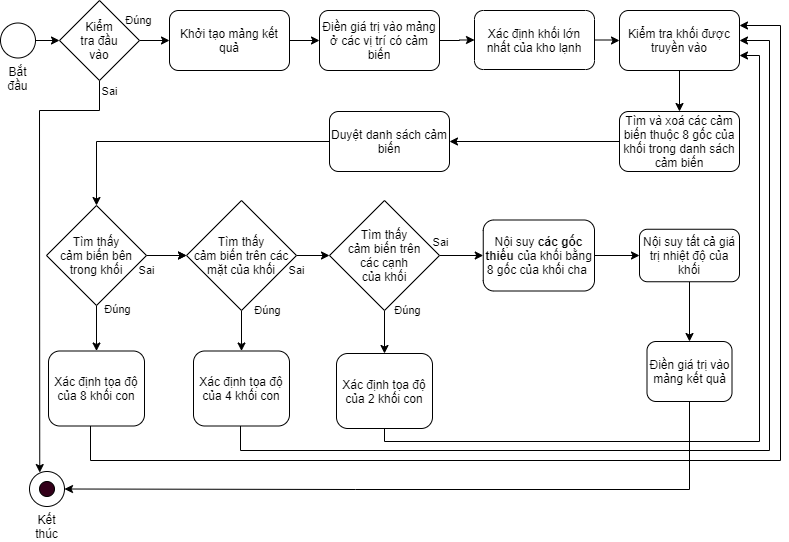 Bắt
đầu
Kiểm
tra đầu
vào
Đúng
Sai
Khởi tạo mảng kết
quả
Điền giá trị vào mảng
ở các vị trí có cảm
biến
Xác định khối lớn
nhất của kho lạnh
Kiểm tra khối được
truyền vào
Duyệt danh sách cảm
biến
Tìm và xoá các cảm
biến thuộc 8 gốc của
khối trong danh sách
cảm biến
Tìm thấy
cảm biến bên
trong khối
Sai
Đúng
Tìm thấy
cảm biến trên các
mặt của khối
Sai
Đúng
Tìm thấy
cảm biến trên
các cạnh
của khối
Sai
Đúng
Nội suy các gốc
thiếu của khối bằng
8 gốc của khối cha
Nội suy tất cả giá
trị nhiệt độ của
khối
Xác định tọa độ
của 8 khối con
Xác định tọa độ
của 4 khối con
Xác định tọa độ
của 2 khối con
Điền giá trị vào
mảng kết quả
Kết
thúc